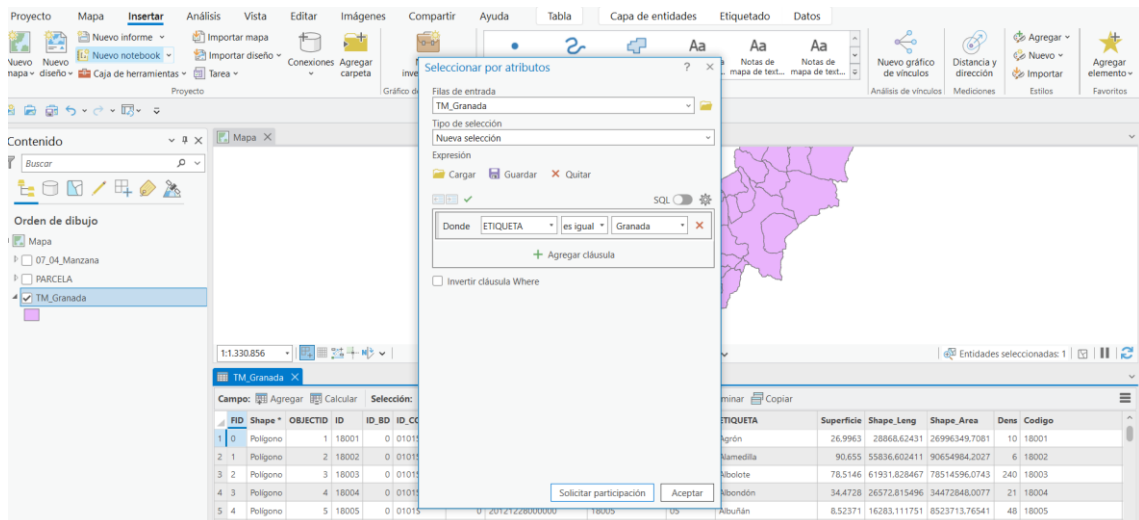 Proyecto Mapa Insertar Análisis Vista Editar Imágenes Compartir Ayuda Tabla Capa de entidades Etiquetado Datos
Nuevo informe Importar mapa Agregar
Nuevo notebook Importar diseño Nuevo
Nuevo Nuevo Conexiones Agregar Aa Aa Aa Nuevo gráfico Distancia y Agregar
diseño Caja de herramientas Tarea carpeta Notas de Notas de de vínculos dirección Importar elemento
mapa de text... mapa de text...
Proyecto Análisis de vínculos Mediciones Estilos Favoritos
Seleccionar por atributos ? ×
Filas de entrada
TM_Granada
Tipo de selección
Nueva selección
Expresión
Cargar Guardar Quitar
SQL
Donde ETIQUETA es igual Granada
Agregar cláusula
Invertir cláusula Where
Solicitar participación Aceptar
Contenido
Buscar
Orden de dibujo
Mapa
07_04_Manzana
PARCELA
TM_Granada
Mapa
1:1.330.856 Entidades seleccionadas: 1
TM_Granada
Campo: Agregar Calcular Selección: Copiar
FID Shape * OBJECTID ID ID_BD ETIQUETA Superficie Shape_Leng Shape_Area Dens Codigo
1 0 Polígono 1 18001 0 Agrón 26,9963 28868,62431 26996349,7081 10 18001
2 1 Polígono 2 18002 0 Alamedilla 90.655 55836,602411 90654984,2027 6 18002
3 2 Polígono 3 18003 0 Albolote 78,5146 61931,828467 78514596,0743 240 18003
4 3 Polígono 4 18004 0 Albondón 34,4728 26572,815496 34472848,0077 21 18004
5 4 Polígono 5 18005 0 Albuñán 8,52371 16283,111751 8523713,76541 48 18005